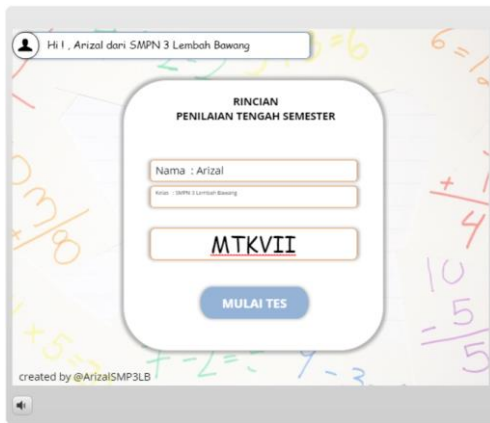 Hi ! , Arizal dari SMPN 3 Lembah Bawang
RINCIAN
PENILAIAN TENGAH SEMESTER
Nama : Arizal
Kelas : SMPN 3 Lembah Bawang
MTKVII
MULAI TES
created by @ArizalSMP3LB